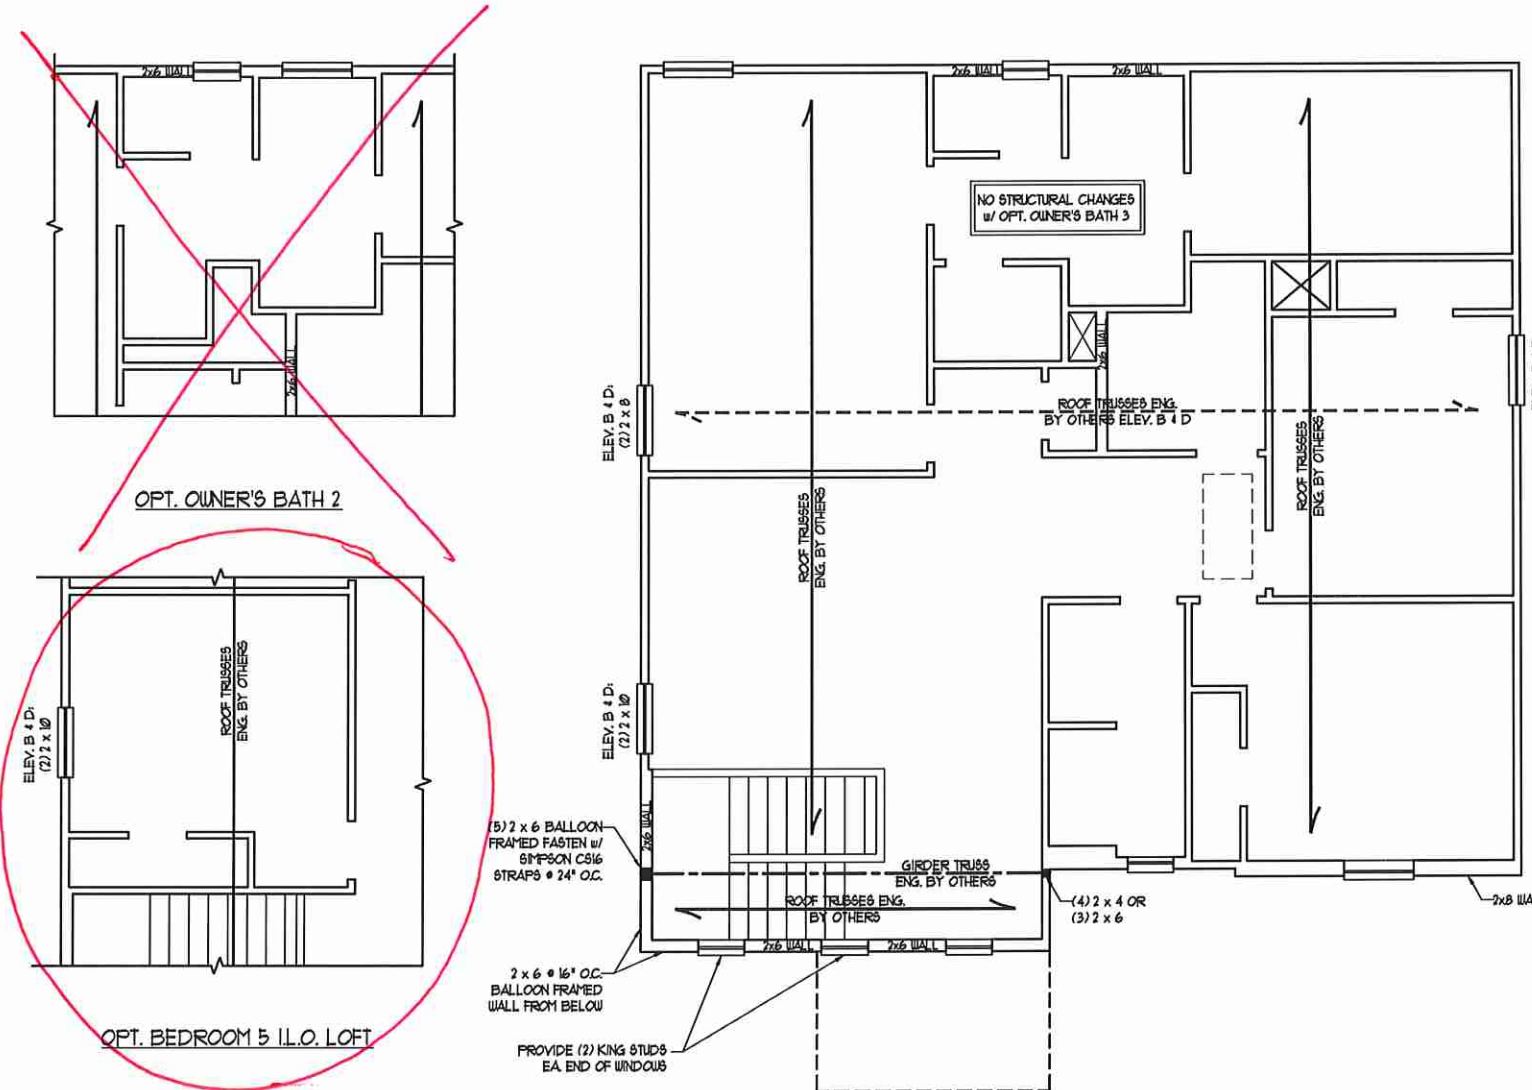 2x6 WALL
2x6 WALL
OPT. OWNER'S BATH 2
ROOF TRUSSES
ENG. BY OTHERS
ELEV. B & D:
(2) 2 x 10
OPT. BEDROOM 5 I.L.O. LOFT
2x6 WALL
2x6 WALL
NO STRUCTURAL CHANGES
w/ OPT. OWNER'S BATH 3
2x6 WALL
ELEV. B & D:
(2) 2 x 8
ROOF TRUSSES ENG.
BY OTHERS ELEV. B & D
ROOF TRUSSES
ENG. BY OTHERS
ROOF TRUSSES
ENG. BY OTHERS
ELEV. B & D:
(2) 2 x 10
2x6 WALL
(5) 2 x 6 BALLOON
FRAMED FASTEN w/
SIMPSON CS16
STRAPS @ 24" O.C.
GIRDER TRUSS
ENG. BY OTHERS
ROOF TRUSSES ENG.
BY OTHERS
(4) 2 x 4 OR
(3) 2 x 6
2x8 WA
2x6 WALL
2x6 WALL
2 x 6 @ 16" O.C.
BALLOON FRAMED
WALL FROM BELOW
PROVIDE (2) KING STUDS
EA. END OF WINDOWS